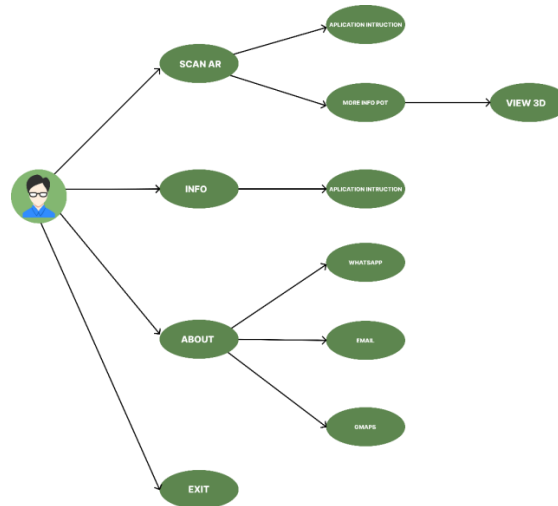 APLICATION INTRUCTION
SCAN AR
MORE INFO POT
VIEW 3D
INFO
APLICATION INTRUCTION
WHATSAPP
ABOUT
EMAIL
GMAPS
EXIT